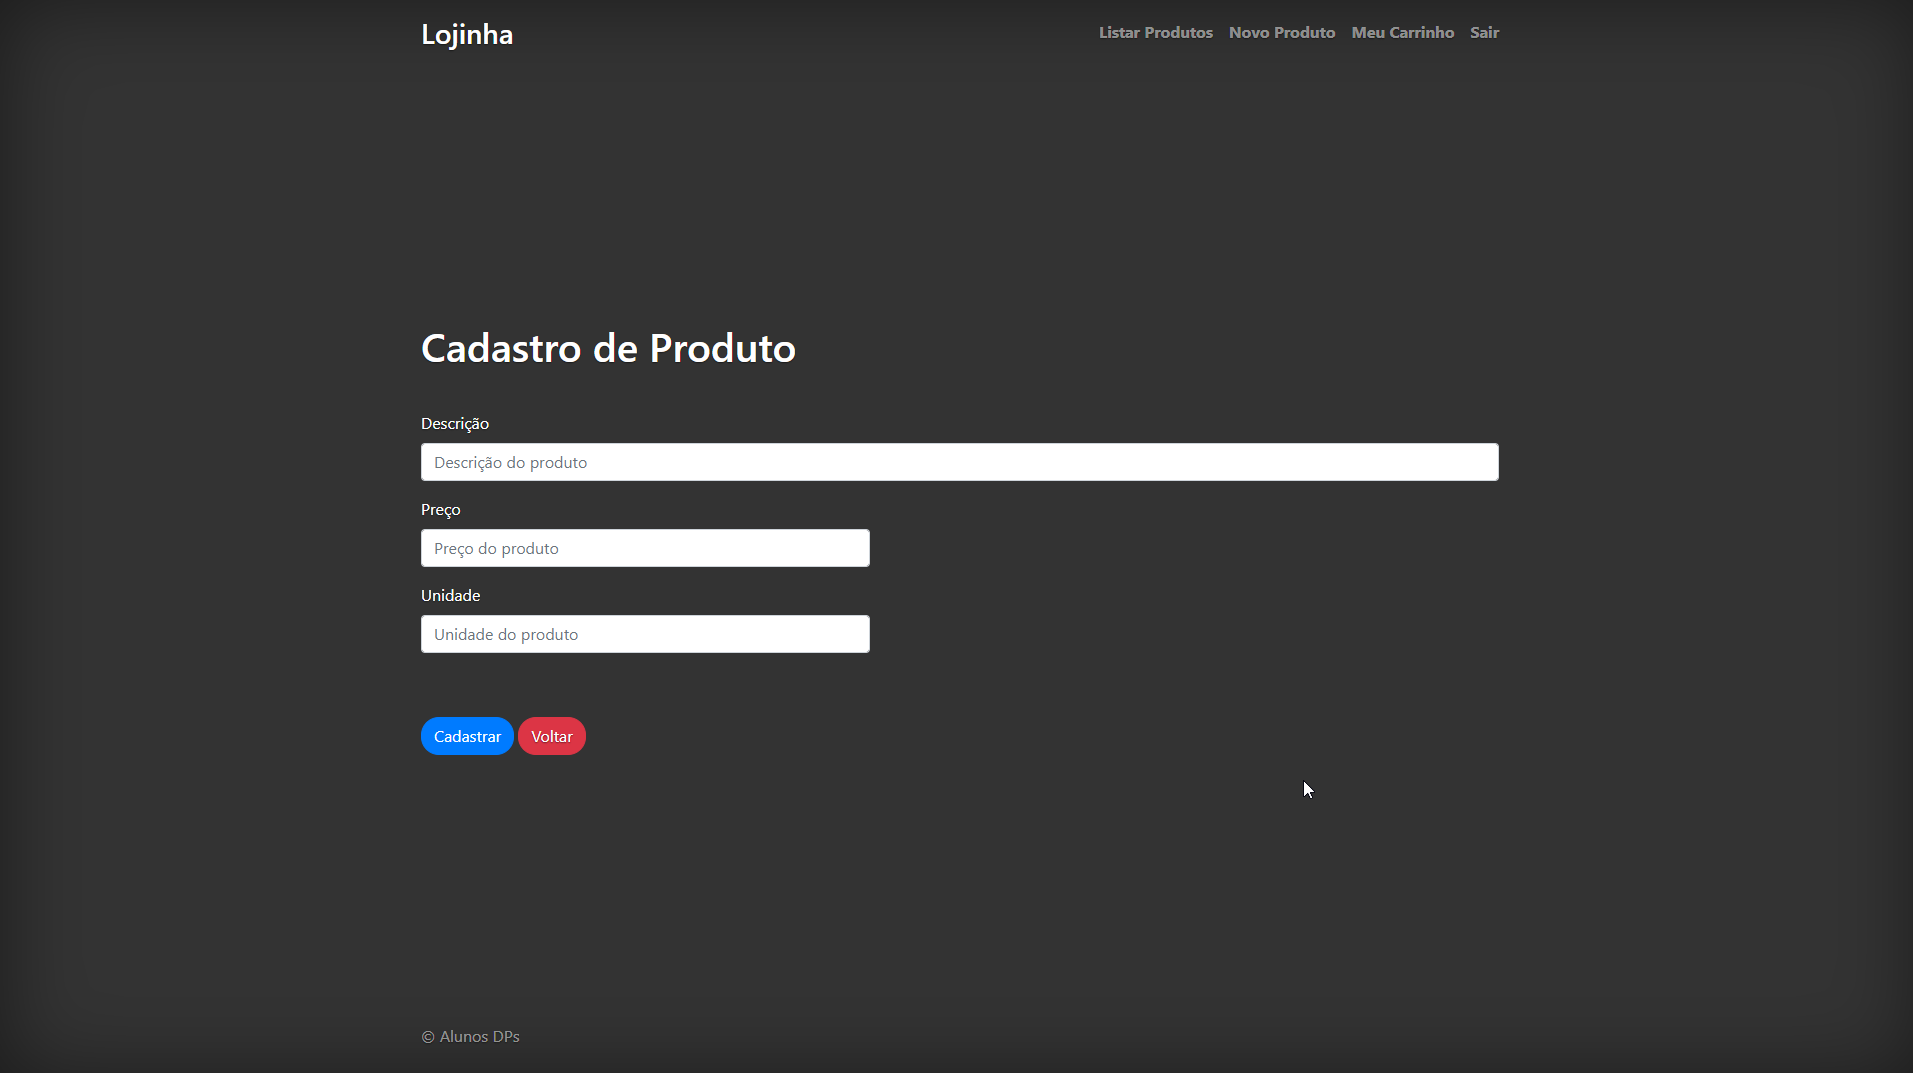 Lojinha
Listar Produtos Novo Produto Meu Carrinho Sair
Cadastro de Produto
Descrição
Descrição do produto
Preço
Preço do produto
Unidade
Unidade do produto
Cadastrar Voltar
© Alunos DPs